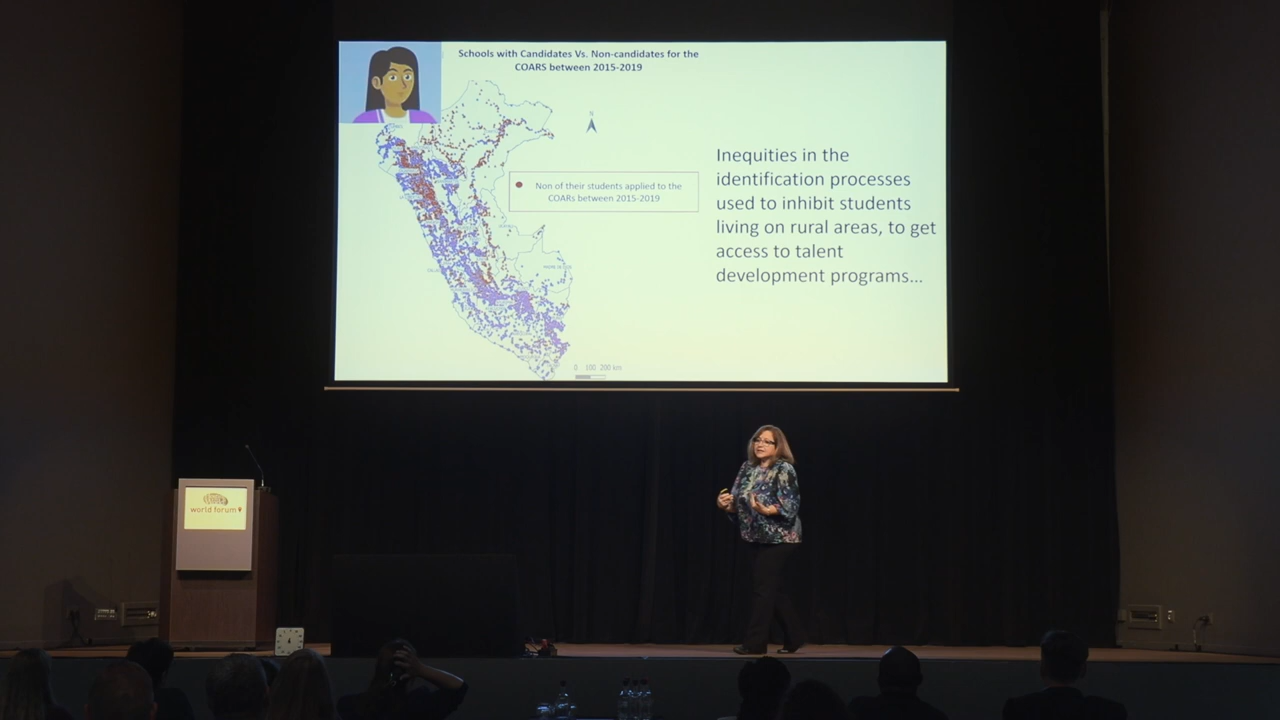 Schools with Candidates Vs. Non-candidates for the
COARS between 2015-2019
N
Non of their students applied to the
COARs between 2015-2019
0 100 200 km
Inequities in the
identification processes
used to inhibit students
living on rural areas, to get
access to talent
development programs...
world forum